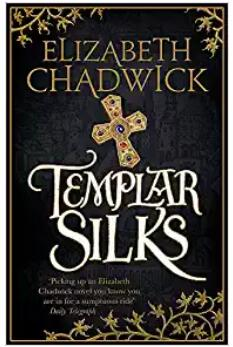 ELIZABETH
CHADWICK
TEMPLAR
SILKS
'Picking up an Elizabeth
Chadwick novel you know you
are in for a sumptuous ride'
Daily Telegraph